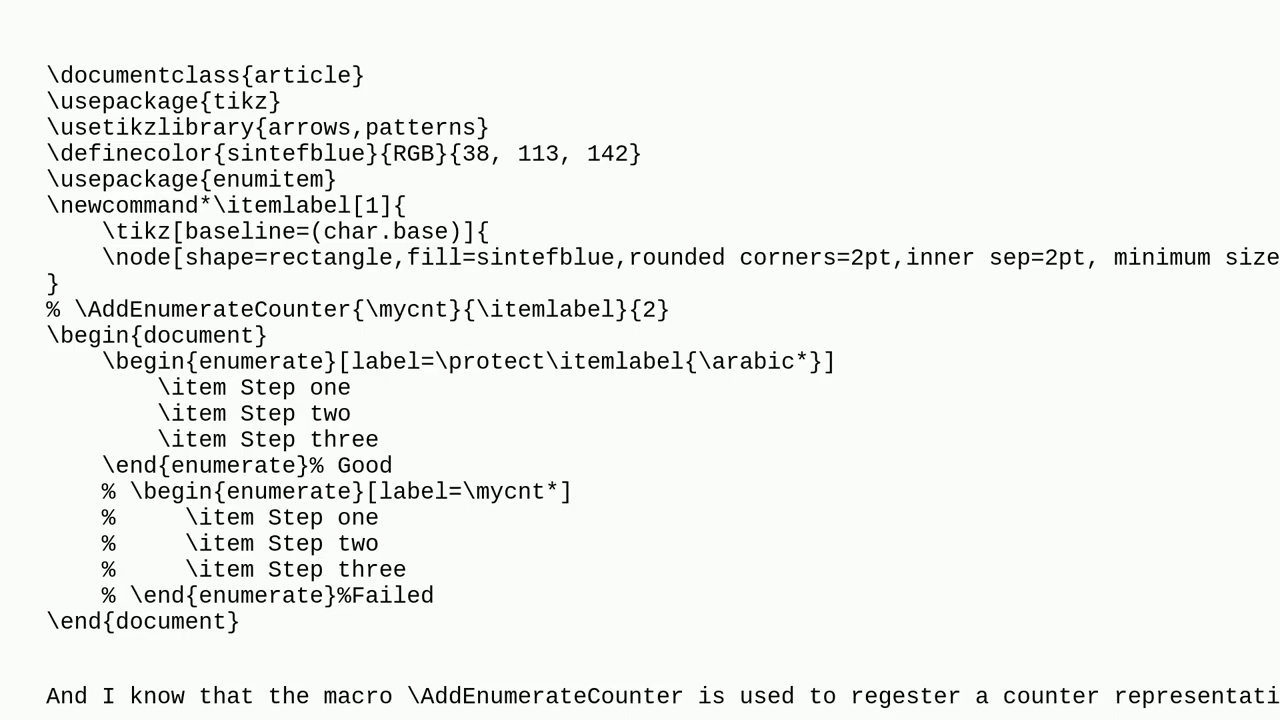 \documentclass{article}
\usepackage{tikz}
\usetikzlibrary{arrows,patterns}
\definecolor{sintefblue}{RGB}{38, 113, 142}
\usepackage{enumitem}
\newcommand*\itemlabel[1]{
    \tikz[baseline=(char.base)]{
    \node[shape=rectangle,fill=sintefblue,rounded corners=2pt,inner sep=2pt, minimum size
}
% \AddEnumerateCounter{\mycnt}{\itemlabel}{2}
\begin{document}
    \begin{enumerate}[label=\protect\itemlabel{\arabic*}]
        \item Step one
        \item Step two
        \item Step three
    \end{enumerate}% Good
    % \begin{enumerate}[label=\mycnt*]
    %     \item Step one
    %     \item Step two
    %     \item Step three
    % \end{enumerate}%Failed
\end{document}
And I know that the macro \AddEnumerateCounter is used to regester a counter